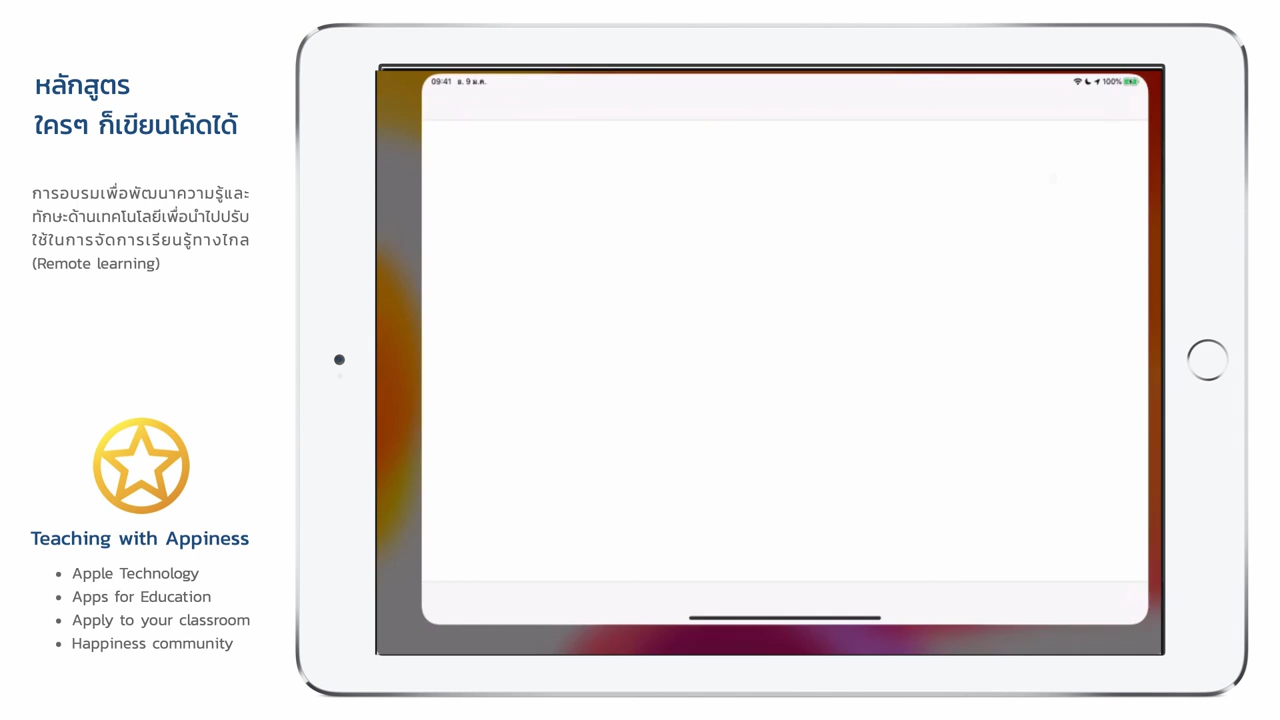 หลักสูตร
ใครๆ ก็เขียนโค้ดได้
การอบรมเพื่อพัฒนาความรู้และ
ทักษะด้านเทคโนโลยีเพื่อนำไปปรับ
ใช้ในการจัดการเรียนรู้ทางไกล
(Remote learning)
Teaching with Appiness
• Apple Technology
• Apps for Education
• Apply to your classroom
• Happiness community
09:41 อ. 9 ม.ค.
100%